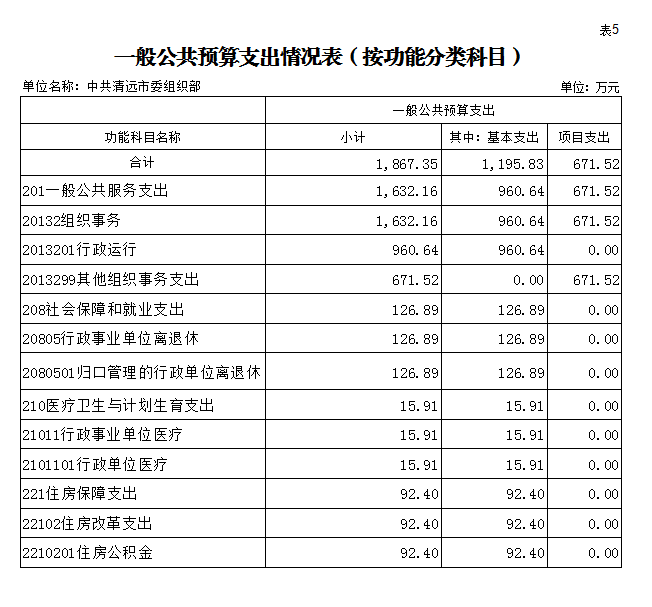 表5
一般公共预算支出情况表（按功能分类科目）
单位名称：中共清远市委组织部 单位：万元
一般公共预算支出
功能科目名称 小计 其中：基本支出 项目支出
合计 1,867.35 1,195.83 671.52
201一般公共服务支出 1,632.16 960.64 671.52
20132组织事务 1,632.16 960.64 671.52
2013201行政运行 960.64 960.64 0.00
2013299其他组织事务支出 671.52 0.00 671.52
208社会保障和就业支出 126.89 126.89 0.00
20805行政事业单位离退休 126.89 126.89 0.00
2080501归口管理的行政单位离退休 126.89 126.89 0.00
210医疗卫生与计划生育支出 15.91 15.91 0.00
21011行政事业单位医疗 15.91 15.91 0.00
2101101行政单位医疗 15.91 15.91 0.00
221住房保障支出 92.40 92.40 0.00
22102住房改革支出 92.40 92.40 0.00
2210201住房公积金 92.40 92.40 0.00